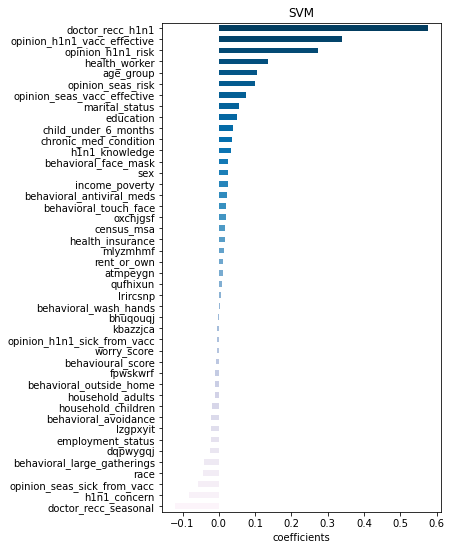 SVM
doctor_recc_h1n1
opinion_h1n1_vacc_effective
opinion_h1n1_risk
health_worker
age_group
opinion_seas_risk
opinion_seas_vacc_effective
marital_status
education
child_under_6_months
chronic_med_condition
h1n1_knowledge
behavioral_face_mask
sex
income_poverty
behavioral_antiviral_meds
behavioral_touch_face
oxchjgsf
census_msa
health_insurance
mlyzmhmf
rent_or_own
atmpeygn
qufhixun
lrircsnp
behavioral_wash_hands
bhuqouqj
kbazzjca
opinion_h1n1_sick_from_vacc
worry_score
behavioural_score
fpwskwrf
behavioral_outside_home
household_adults
household_children
behavioral_avoidance
lzgpxyit
employment_status
dqpwygqj
behavioral_large_gatherings
race
opinion_seas_sick_from_vacc
h1n1_concern
doctor_recc_seasonal
−0.1 0.0 0.1 0.2 0.3 0.4 0.5 0.6
coefficients